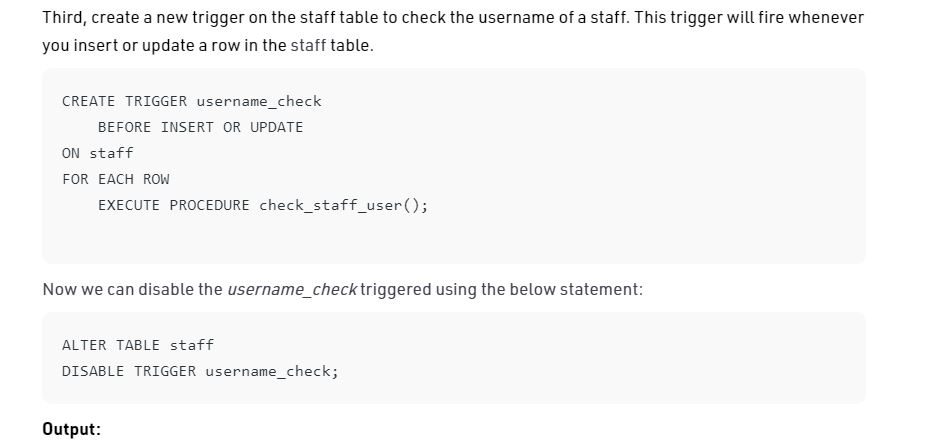 Third, create a new trigger on the staff table to check the username of a staff. This trigger will fire whenever
you insert or update a row in the staff table.
CREATE TRIGGER username_check
BEFORE INSERT OR UPDATE
ON staff
FOR EACH ROW
EXECUTE PROCEDURE check_staff_user();
Now we can disable the username_check triggered using the below statement:
ALTER TABLE staff
DISABLE TRIGGER username_check;
Output: